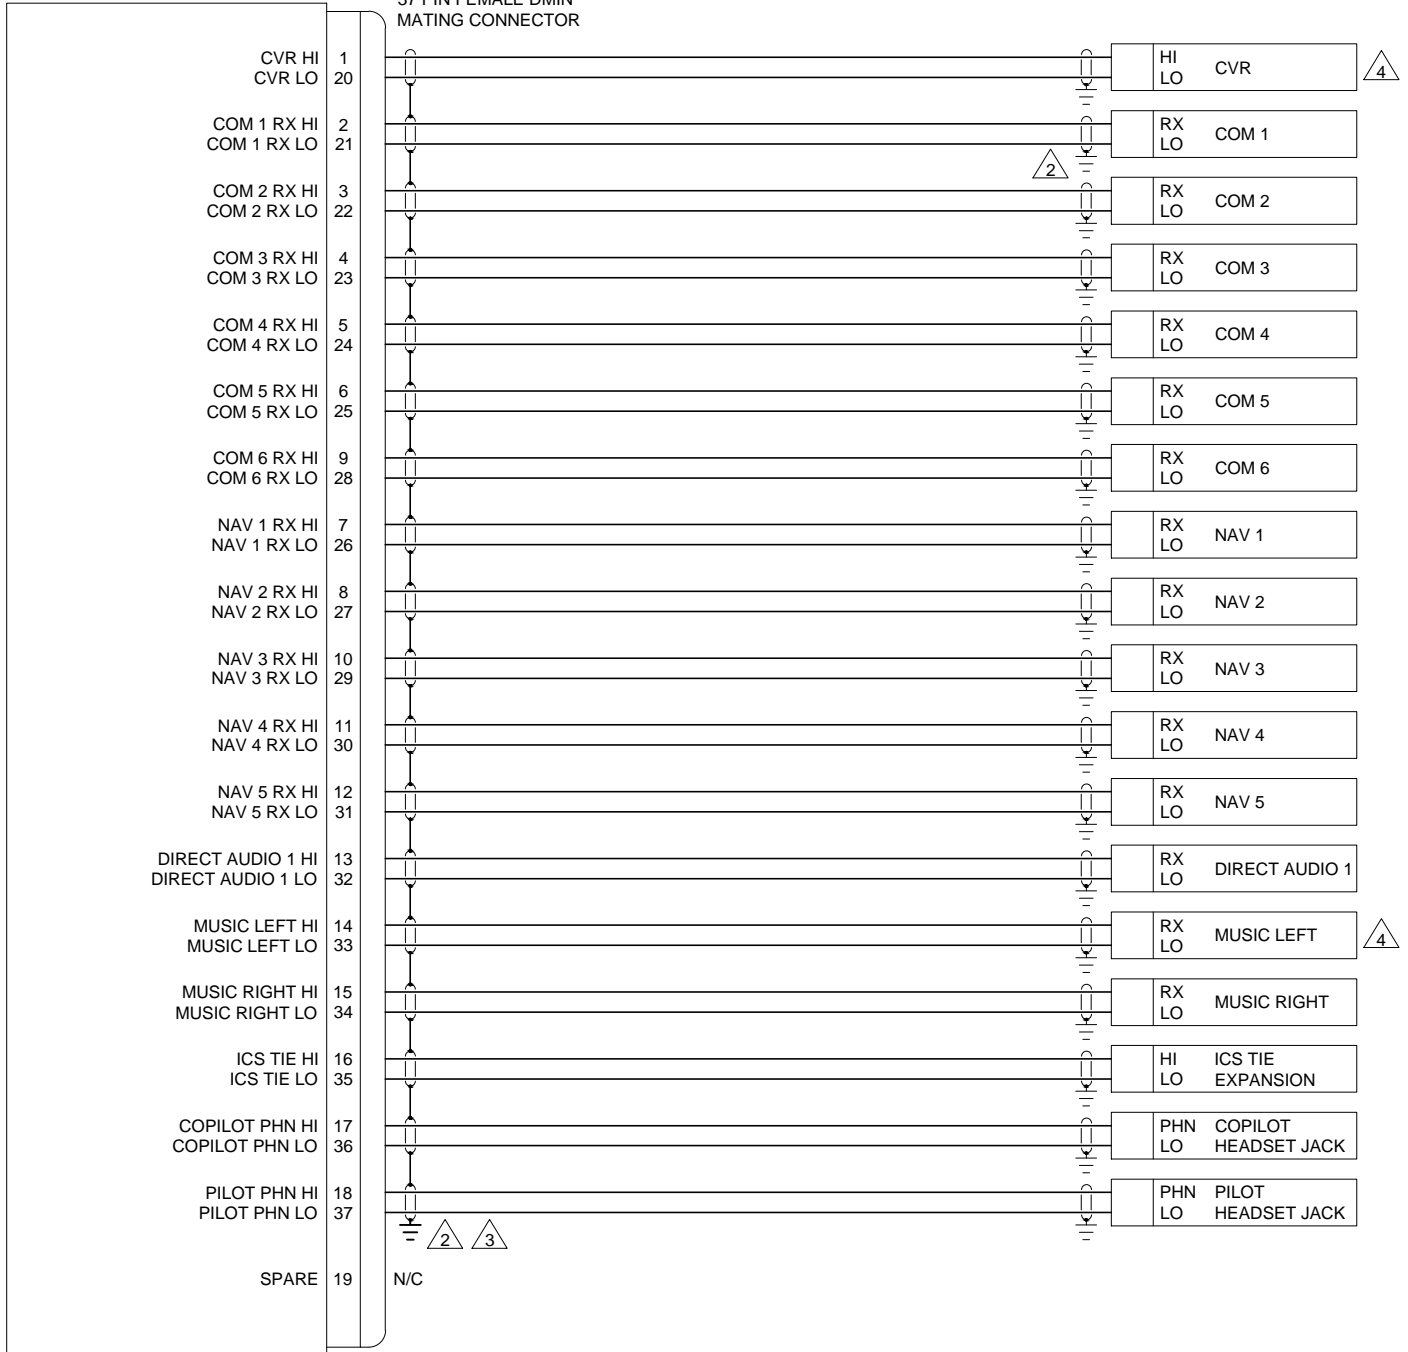 MATING CONNECTOR
CVR HI 1 HI CVR 4
CVR LO 20 LO
COM 1 RX HI 2 RX COM 1
COM 1 RX LO 21 LO
2
COM 2 RX HI 3 RX COM 2
COM 2 RX LO 22 LO
COM 3 RX HI 4 RX COM 3
COM 3 RX LO 23 LO
COM 4 RX HI 5 RX COM 4
COM 4 RX LO 24 LO
COM 5 RX HI 6 RX COM 5
COM 5 RX LO 25 LO
COM 6 RX HI 9 RX COM 6
COM 6 RX LO 28 LO
NAV 1 RX HI 7 RX NAV 1
NAV 1 RX LO 26 LO
NAV 2 RX HI 8 RX NAV 2
NAV 2 RX LO 27 LO
NAV 3 RX HI 10 RX NAV 3
NAV 3 RX LO 29 LO
NAV 4 RX HI 11 RX NAV 4
NAV 4 RX LO 30 LO
NAV 5 RX HI 12 RX NAV 5
NAV 5 RX LO 31 LO
DIRECT AUDIO 1 HI 13 RX DIRECT AUDIO 1
DIRECT AUDIO 1 LO 32 LO
MUSIC LEFT HI 14 RX MUSIC LEFT 4
MUSIC LEFT LO 33 LO
MUSIC RIGHT HI 15 RX MUSIC RIGHT
MUSIC RIGHT LO 34 LO
ICS TIE HI 16 HI ICS TIE
ICS TIE LO 35 LO EXPANSION
COPILOT PHN HI 17 PHN COPILOT
COPILOT PHN LO 36 LO HEADSET JACK
PILOT PHN HI 18 PHN PILOT
PILOT PHN LO 37 LO HEADSET JACK
2 3
SPARE 19 N/C